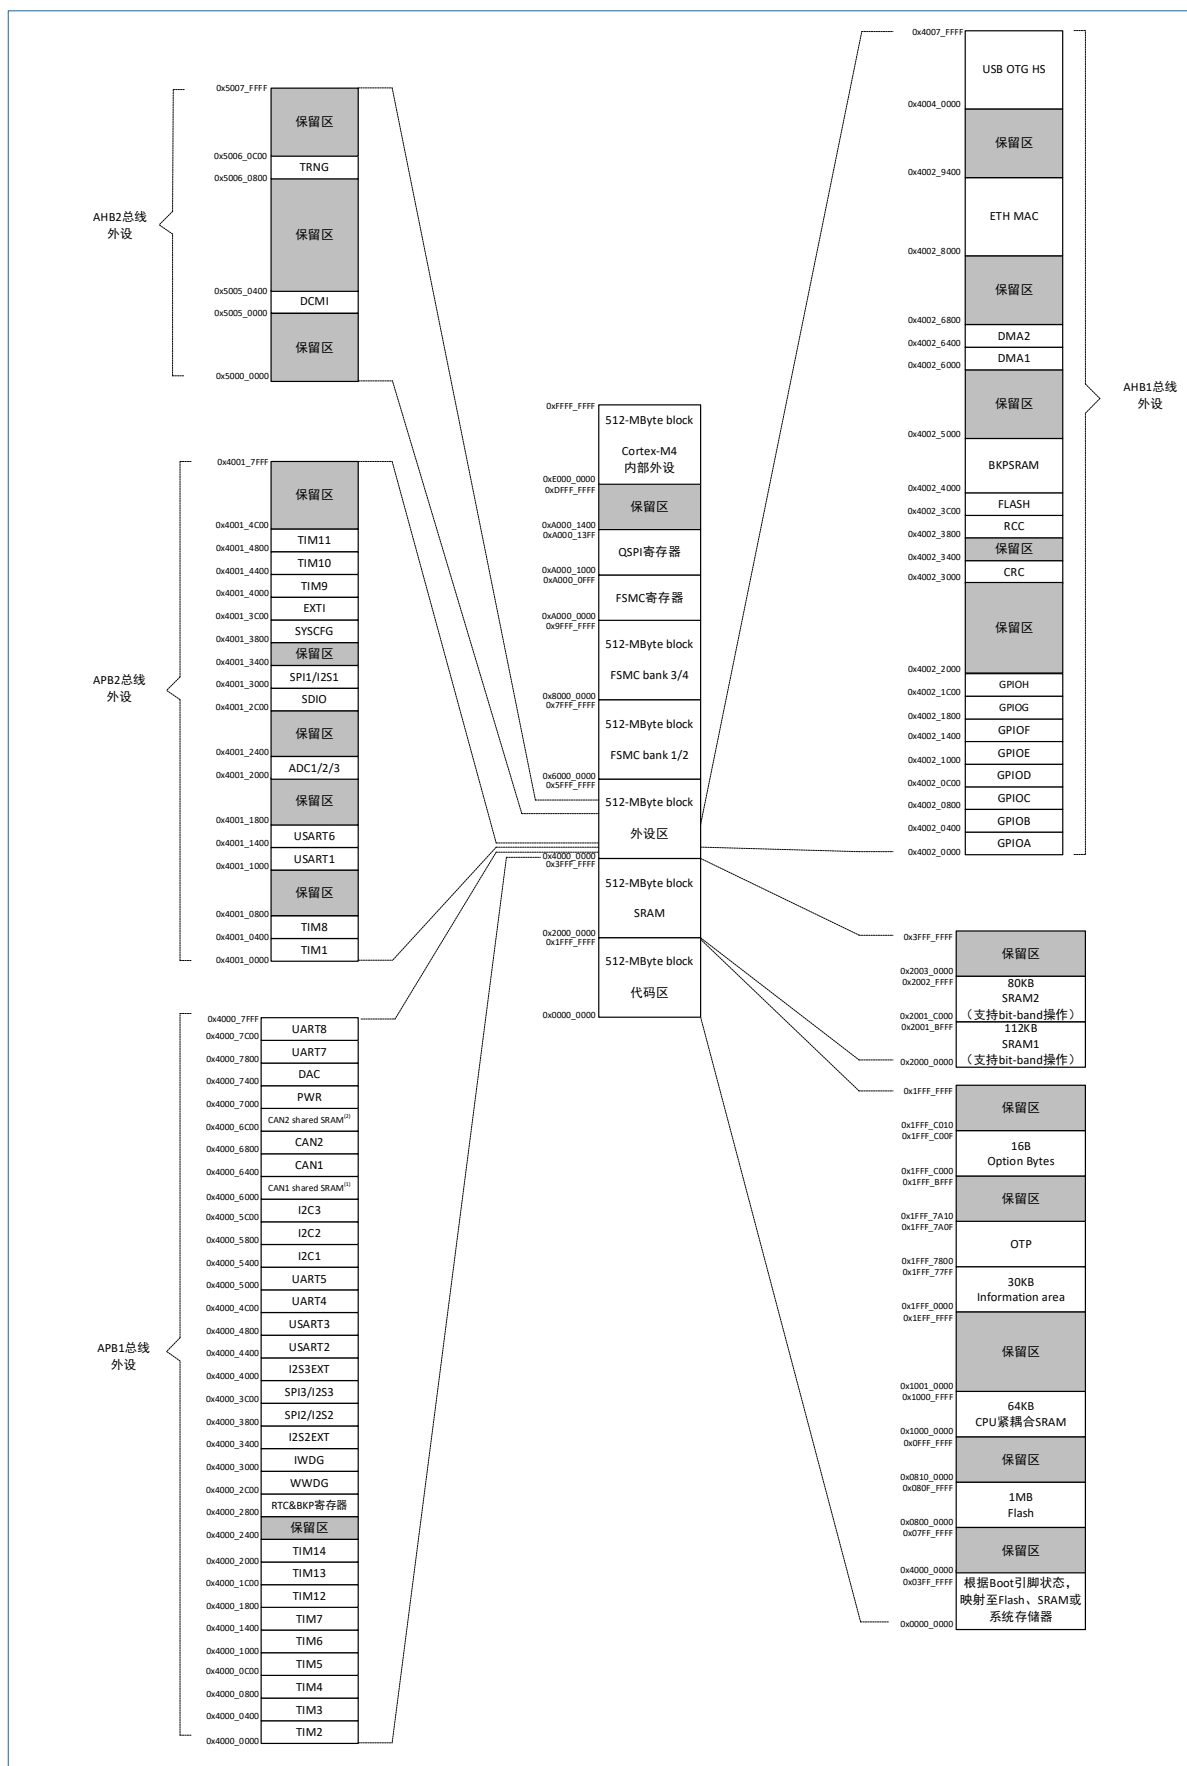 0x5007_FFFF
保留区
0x5006_0C00
TRNG
0x5006_0800
保留区
0x5005_0400
DCMI
0x5005_0000
保留区
0x5000_0000
AHB2总线
外设
0x4001_7FFF
保留区
0x4001_4C00
TIM11
0x4001_4800
TIM10
0x4001_4400
TIM9
0x4001_4000
EXTI
0x4001_3C00
SYSCFG
0x4001_3800
保留区
0x4001_3400
SPI1/I2S1
0x4001_3000
SDIO
0x4001_2C00
保留区
0x4001_2400
ADC1/2/3
0x4001_2000
保留区
0x4001_1800
USART6
0x4001_1400
USART1
0x4001_1000
保留区
0x4001_0800
TIM8
0x4001_0400
TIM1
0x4001_0000
APB2总线
外设
0x4000_7FFF
UART8
0x4000_7C00
UART7
0x4000_7800
DAC
0x4000_7400
PWR
0x4000_7000
CAN2 shared SRAM(2)
0x4000_6C00
CAN2
0x4000_6800
CAN1
0x4000_6400
CAN1 shared SRAM(1)
0x4000_6000
I2C3
0x4000_5C00
I2C2
0x4000_5800
I2C1
0x4000_5400
UART5
0x4000_5000
UART4
0x4000_4C00
USART3
0x4000_4800
USART2
0x4000_4400
I2S3EXT
0x4000_4000
SPI3/I2S3
0x4000_3C00
SPI2/I2S2
0x4000_3800
I2S2EXT
0x4000_3400
IWDG
0x4000_3000
WWDG
0x4000_2C00
RTC&BKP寄存器
0x4000_2800
保留区
0x4000_2400
TIM14
0x4000_2000
TIM13
0x4000_1C00
TIM12
0x4000_1800
TIM7
0x4000_1400
TIM6
0x4000_1000
TIM5
0x4000_0C00
TIM4
0x4000_0800
TIM3
0x4000_0400
TIM2
0x4000_0000
APB1总线
外设
0xFFFF_FFFF
512-MByte block
Cortex-M4
内部外设
0xE000_0000
0xDFFF_FFFF
保留区
0xA000_1400
0xA000_13FF
QSPI寄存器
0xA000_1000
0xA000_0FFF
FSMC寄存器
0xA000_0000
0x9FFF_FFFF
512-MByte block
FSMC bank 3/4
0x8000_0000
0x7FFF_FFFF
512-MByte block
FSMC bank 1/2
0x6000_0000
0x5FFF_FFFF
512-MByte block
外设区
0x4000_0000
0x3FFF_FFFF
512-MByte block
SRAM
0x2000_0000
0x1FFF_FFFF
512-MByte block
代码区
0x0000_0000
0x4007_FFFF
USB OTG HS
0x4004_0000
保留区
0x4002_9400
ETH MAC
0x4002_8000
保留区
0x4002_6800
DMA2
0x4002_6400
DMA1
0x4002_6000
保留区
0x4002_5000
BKPSRAM
0x4002_4000
FLASH
0x4002_3C00
RCC
0x4002_3800
保留区
0x4002_3400
CRC
0x4002_3000
保留区
0x4002_2000
GPIOH
0x4002_1C00
GPIOG
0x4002_1800
GPIOF
0x4002_1400
GPIOE
0x4002_1000
GPIOD
0x4002_0C00
GPIOC
0x4002_0800
GPIOB
0x4002_0400
GPIOA
0x4002_0000
AHB1总线
外设
0x3FFF_FFFF
保留区
0x2003_0000
0x2002_FFFF
80KB
SRAM2
（支持bit-band操作）
0x2001_C000
0x2001_BFFF
112KB
SRAM1
（支持bit-band操作）
0x2000_0000
0x1FFF_FFFF
保留区
0x1FFF_C010
0x1FFF_C00F
16B
Option Bytes
0x1FFF_C000
0x1FFF_BFFF
保留区
0x1FFF_7A10
0x1FFF_7A0F
OTP
0x1FFF_7800
0x1FFF_77FF
30KB
Information area
0x1FFF_0000
0x1EFF_FFFF
保留区
0x1001_0000
0x1000_FFFF
64KB
CPU紧耦合SRAM
0x1000_0000
0x0FFF_FFFF
保留区
0x0810_0000
0x080F_FFFF
1MB
Flash
0x0800_0000
0x07FF_FFFF
保留区
0x4000_0000
0x03FF_FFFF
根据Boot引脚状态，
映射至Flash、SRAM或
系统存储器
0x0000_0000